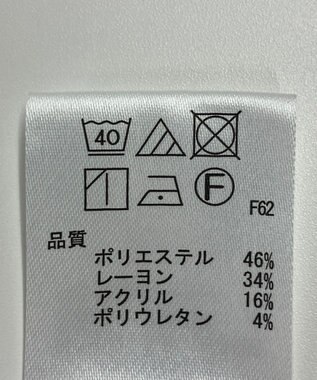 40
F
F62
品質
ポリエステル 46%
レーヨン 34%
アクリル 16%
ポリウレタン 4%